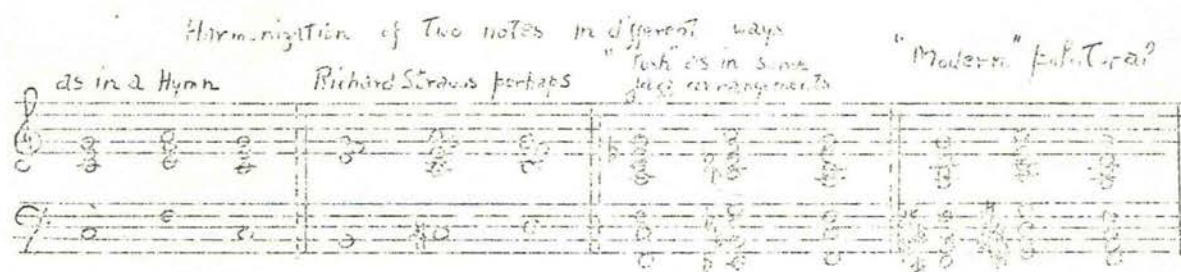 Harmonization of Two notes in different ways
as in a Hymn
Richard Strauss perhaps
"Lush" as in some
jazz arrangements
"Modern"